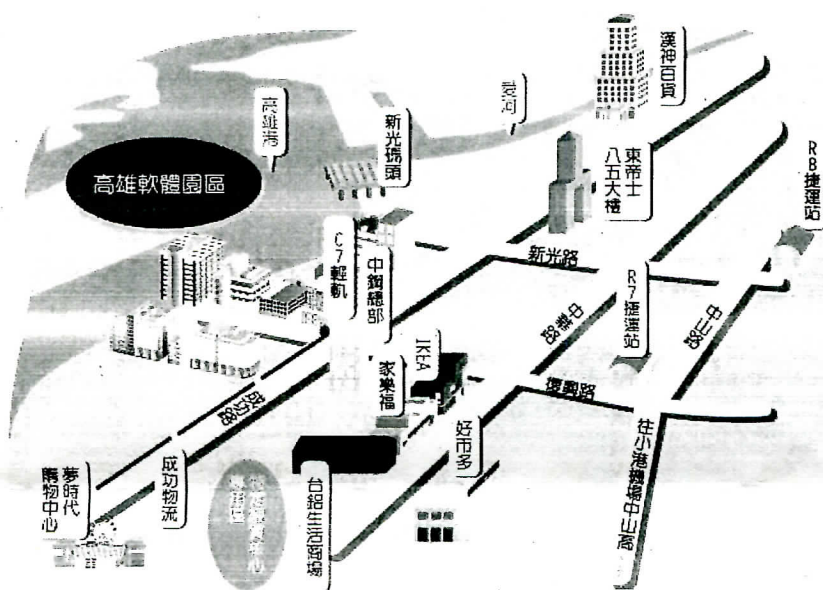 漢神百貨
愛河
高雄港
新光碼頭
東帝士
八五大樓
R8捷運站
高雄軟體園區
C7輕軌
中鋼總部
新光路
R7捷運站
中華路
中山路
IKEA
家樂福
復興路
成功路
好市多
往小港機場中山高
夢時代
購物中心
成功物流
台鋁生活商場
專用區